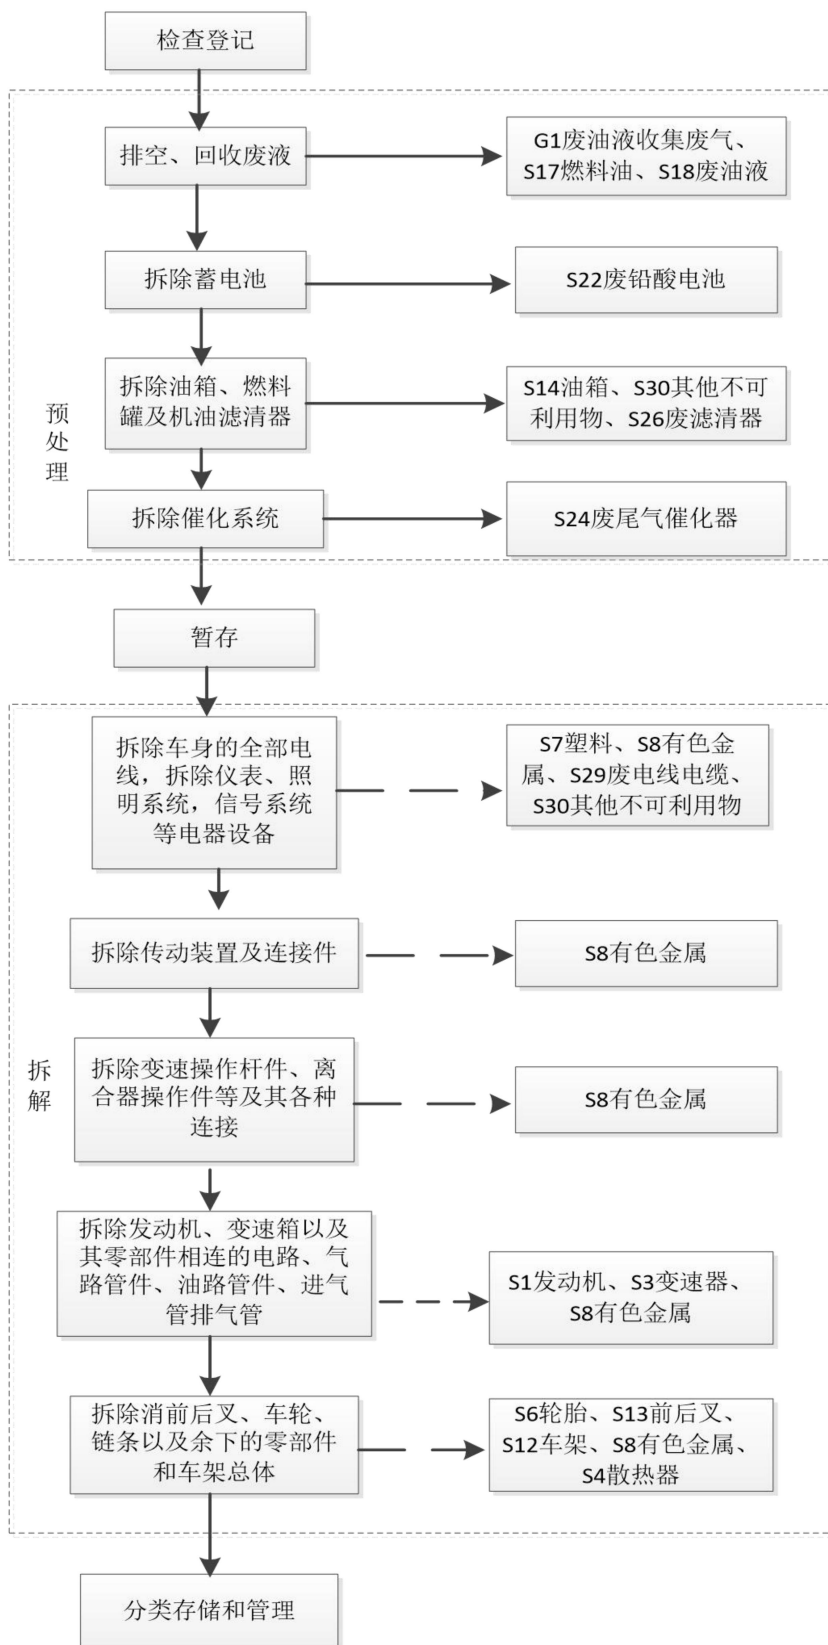 检查登记
排空、回收废液
G1废油液收集废气、
S17燃料油、S18废油液
拆除蓄电池
S22废铅酸电池
预
处
理
拆除油箱、燃料
罐及机油滤清器
S14油箱、S30其他不可
利用物、S26废滤清器
拆除催化系统
S24废尾气催化器
暂存
拆除车身的全部电
线，拆除仪表、照
明系统，信号系统
等电器设备
S7塑料、S8有色金
属、S29废电线电缆、
S30其他不可利用物
拆除传动装置及连接件
S8有色金属
拆
解
拆除变速操作杆件、离
合器操作件等及其各种
连接
S8有色金属
拆除发动机、变速箱以及
其零部件相连的电路、气
路管件、油路管件、进气
管排气管
S1发动机、S3变速器、
S8有色金属
拆除消前后叉、车轮、
链条以及余下的零部件
和车架总体
S6轮胎、S13前后叉、
S12车架、S8有色金属、
S4散热器
分类存储和管理